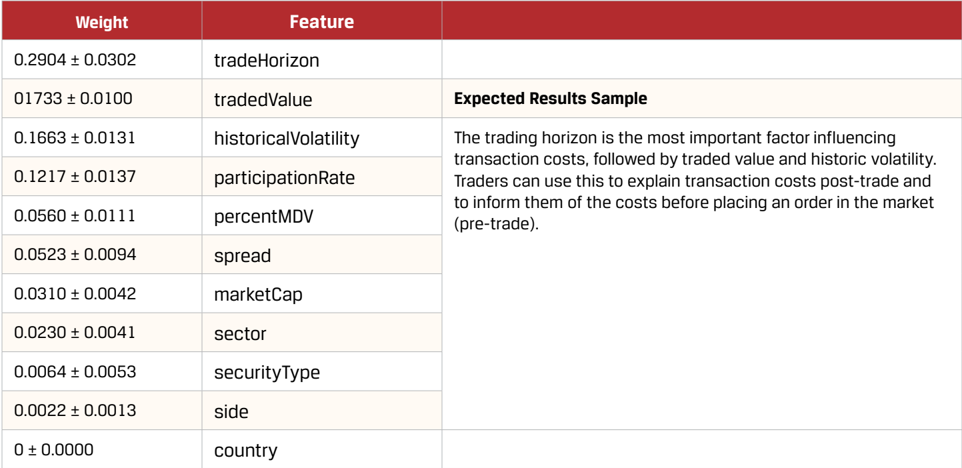 Weight Feature
0.2904 ± 0.0302 tradeHorizon
01733 ± 0.0100 tradedValue Expected Results Sample
0.1663 ± 0.0131 historicalVolatility The trading horizon is the most important factor influencing
transaction costs, followed by traded value and historic volatility.
0.1217 ± 0.0137 participationRate Traders can use this to explain transaction costs post-trade and
to inform them of the costs before placing an order in the market
0.0560 ± 0.0111 percentMDV (pre-trade).
0.0523 ± 0.0094 spread
0.0310 ± 0.0042 marketCap
0.0230 ± 0.0041 sector
0.0064 ± 0.0053 securityType
0.0022 ± 0.0013 side
0 ± 0.0000 country